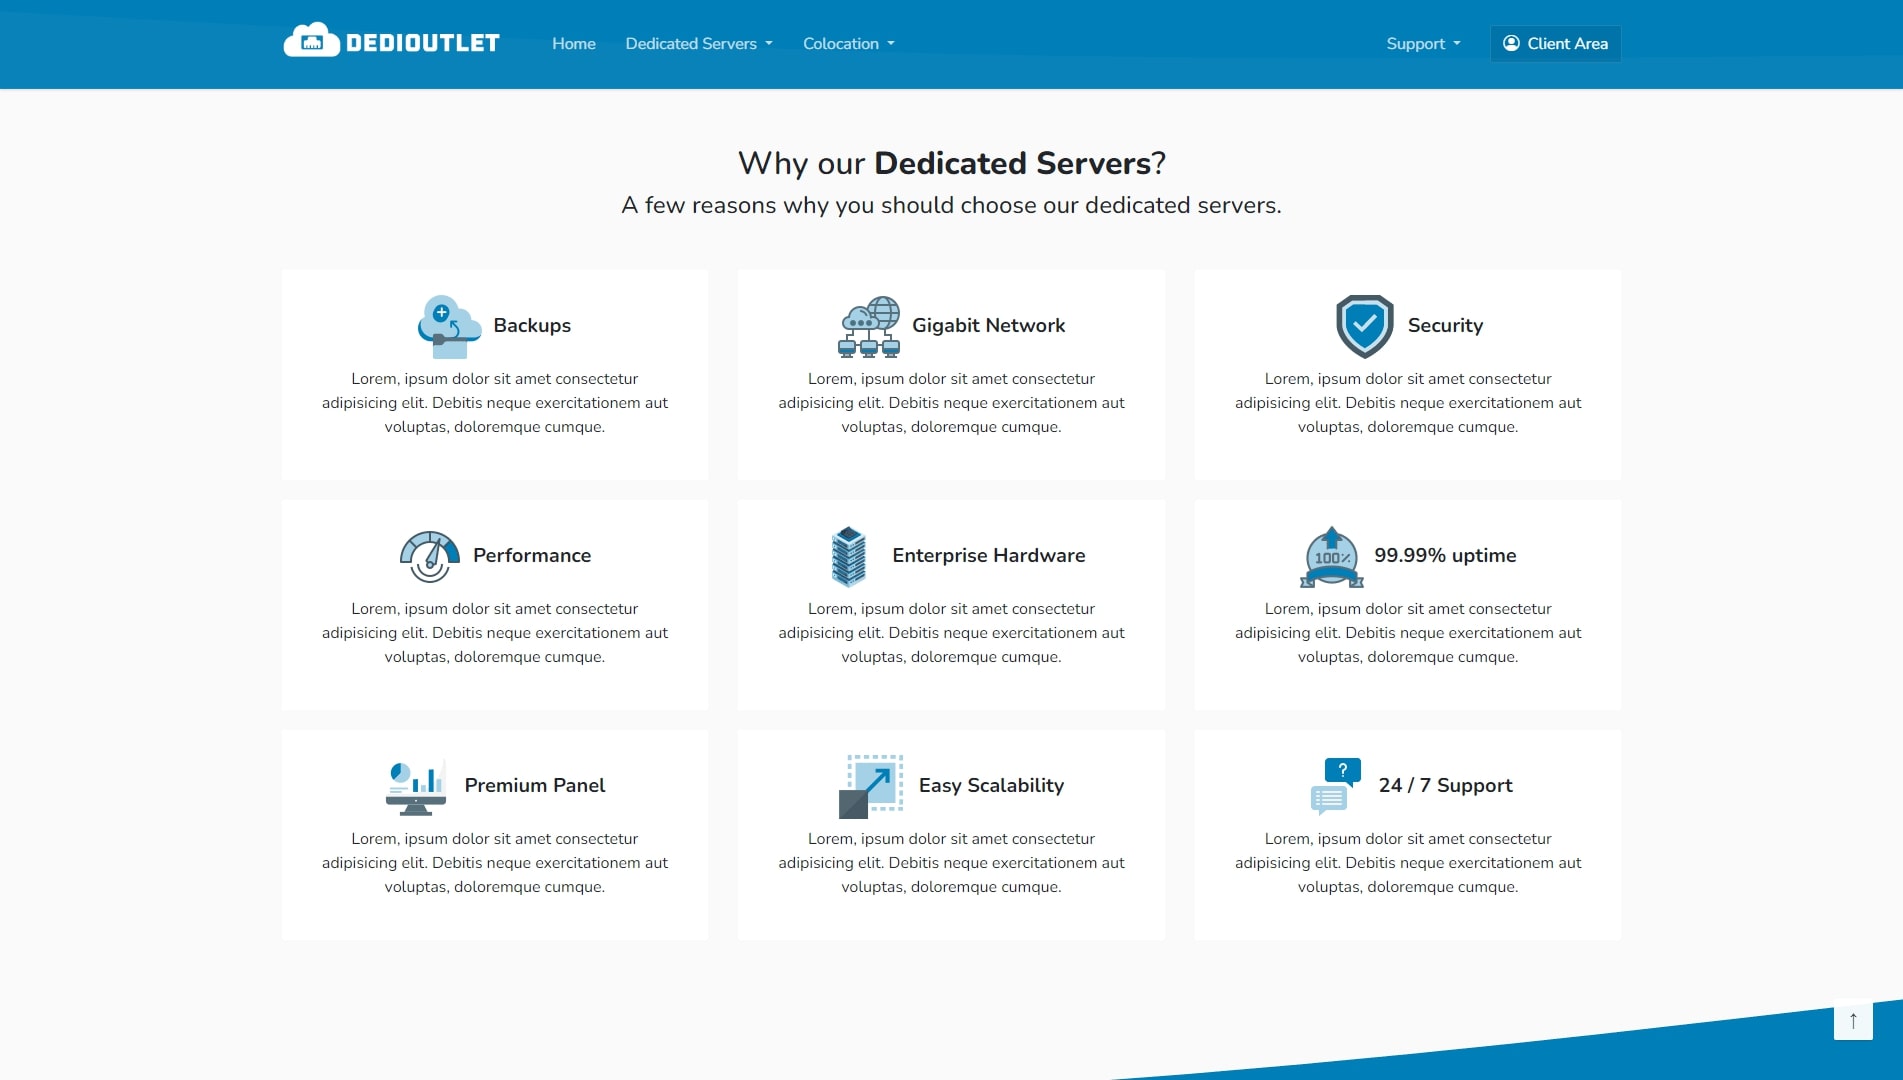 DEDIOUTLET
Home
Dedicated Servers
Colocation
Support
Client Area
Why our Dedicated Servers?
A few reasons why you should choose our dedicated servers.
Backups
Lorem, ipsum dolor sit amet consectetur
adipisicing elit. Debitis neque exercitationem aut
voluptas, doloremque cumque.
Gigabit Network
Lorem, ipsum dolor sit amet consectetur
adipisicing elit. Debitis neque exercitationem aut
voluptas, doloremque cumque.
Security
Lorem, ipsum dolor sit amet consectetur
adipisicing elit. Debitis neque exercitationem aut
voluptas, doloremque cumque.
Performance
Lorem, ipsum dolor sit amet consectetur
adipisicing elit. Debitis neque exercitationem aut
voluptas, doloremque cumque.
Enterprise Hardware
Lorem, ipsum dolor sit amet consectetur
adipisicing elit. Debitis neque exercitationem aut
voluptas, doloremque cumque.
100%
99.99% uptime
Lorem, ipsum dolor sit amet consectetur
adipisicing elit. Debitis neque exercitationem aut
voluptas, doloremque cumque.
Premium Panel
Lorem, ipsum dolor sit amet consectetur
adipisicing elit. Debitis neque exercitationem aut
voluptas, doloremque cumque.
Easy Scalability
Lorem, ipsum dolor sit amet consectetur
adipisicing elit. Debitis neque exercitationem aut
voluptas, doloremque cumque.
?
24 / 7 Support
Lorem, ipsum dolor sit amet consectetur
adipisicing elit. Debitis neque exercitationem aut
voluptas, doloremque cumque.
↑